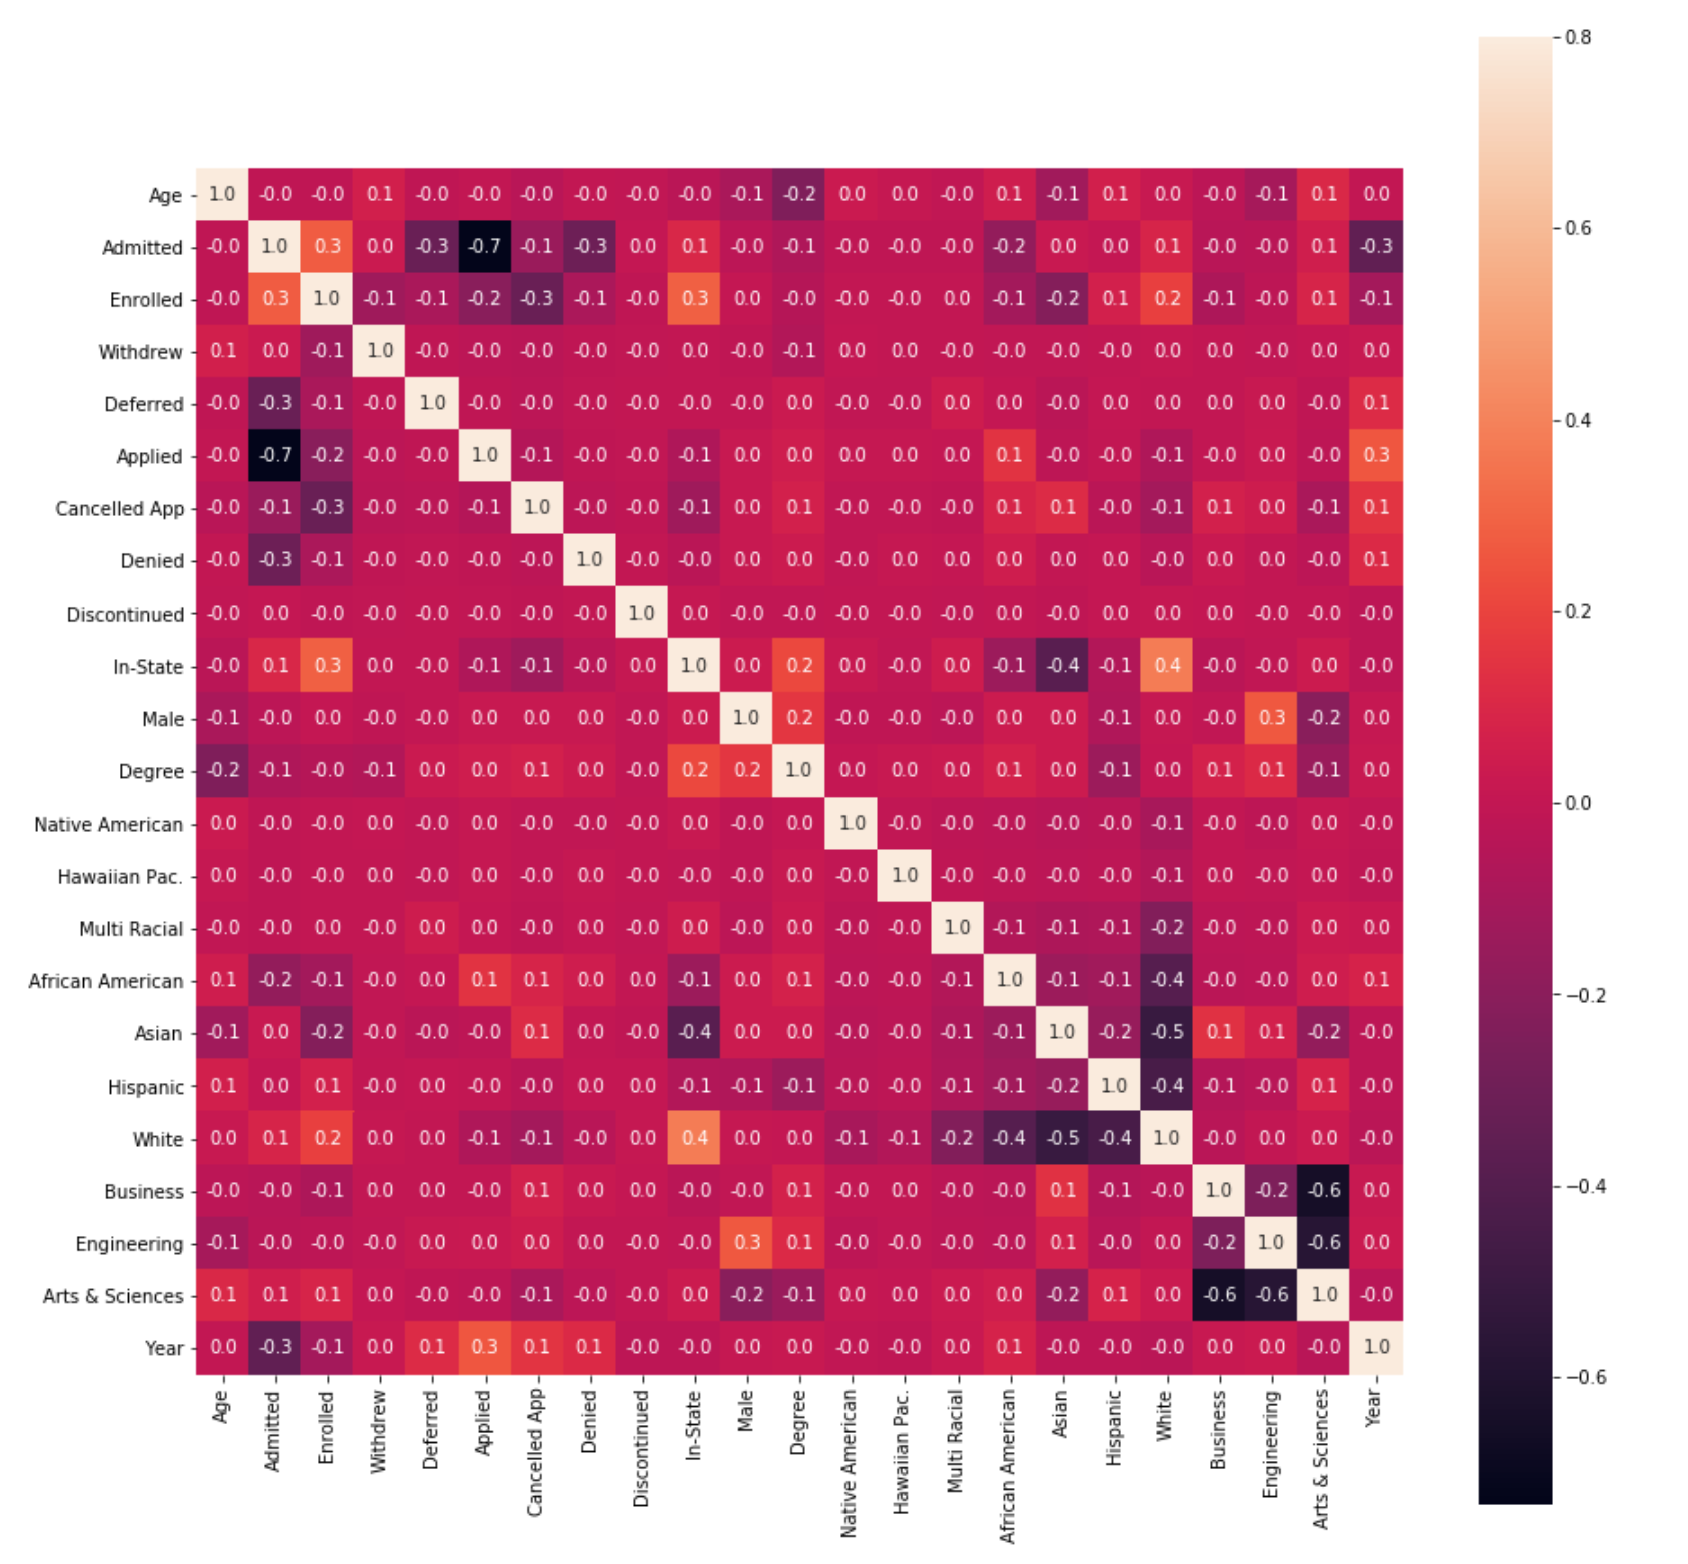 0.8
0.6
0.4
0.2
0.0
−0.2
−0.4
−0.6
Age 1.0 -0.0 -0.0 0.1 -0.0 -0.0 -0.0 -0.0 -0.0 -0.0 -0.1 -0.2 0.0 0.0 -0.0 0.1 -0.1 0.1 0.0 -0.0 -0.1 0.1 0.0
Admitted -0.0 1.0 0.3 0.0 -0.3 -0.7 -0.1 -0.3 0.0 0.1 -0.0 -0.1 -0.0 -0.0 -0.0 -0.2 0.0 0.0 0.1 -0.0 -0.0 0.1 -0.3
Enrolled -0.0 0.3 1.0 -0.1 -0.1 -0.2 -0.3 -0.1 -0.0 0.3 0.0 -0.0 -0.0 -0.0 0.0 -0.1 -0.2 0.1 0.2 -0.1 -0.0 0.1 -0.1
Withdrew 0.1 0.0 -0.1 1.0 -0.0 -0.0 -0.0 -0.0 -0.0 0.0 -0.0 -0.1 0.0 0.0 -0.0 -0.0 -0.0 -0.0 0.0 0.0 -0.0 0.0 0.0
Deferred -0.0 -0.3 -0.1 -0.0 1.0 -0.0 -0.0 -0.0 -0.0 -0.0 -0.0 0.0 -0.0 -0.0 0.0 0.0 -0.0 0.0 0.0 0.0 0.0 -0.0 0.1
Applied -0.0 -0.7 -0.2 -0.0 -0.0 1.0 -0.1 -0.0 -0.0 -0.1 0.0 0.0 0.0 0.0 0.0 0.1 -0.0 -0.0 -0.1 -0.0 0.0 -0.0 0.3
Cancelled App -0.0 -0.1 -0.3 -0.0 -0.0 -0.1 1.0 -0.0 -0.0 -0.1 0.0 0.1 -0.0 -0.0 -0.0 0.1 0.1 -0.0 -0.1 0.1 0.0 -0.1 0.1
Denied -0.0 -0.3 -0.1 -0.0 -0.0 -0.0 -0.0 1.0 -0.0 -0.0 0.0 0.0 -0.0 0.0 0.0 0.0 0.0 0.0 -0.0 0.0 0.0 -0.0 0.1
Discontinued -0.0 0.0 -0.0 -0.0 -0.0 -0.0 -0.0 -0.0 1.0 0.0 -0.0 -0.0 -0.0 -0.0 -0.0 0.0 -0.0 0.0 0.0 0.0 -0.0 -0.0 -0.0
In-State -0.0 0.1 0.3 0.0 -0.0 -0.1 -0.1 -0.0 0.0 1.0 0.0 0.2 0.0 -0.0 0.0 -0.1 -0.4 -0.1 0.4 -0.0 -0.0 0.0 -0.0
Male -0.1 -0.0 0.0 -0.0 -0.0 0.0 0.0 0.0 -0.0 0.0 1.0 0.2 -0.0 -0.0 -0.0 0.0 0.0 -0.1 0.0 -0.0 0.3 -0.2 0.0
Degree -0.2 -0.1 -0.0 -0.1 0.0 0.0 0.1 0.0 -0.0 0.2 0.2 1.0 0.0 0.0 0.0 0.1 0.0 -0.1 0.0 0.1 0.1 -0.1 0.0
Native American 0.0 -0.0 -0.0 0.0 -0.0 0.0 -0.0 -0.0 -0.0 0.0 -0.0 0.0 1.0 -0.0 -0.0 -0.0 -0.0 -0.0 -0.1 -0.0 -0.0 0.0 -0.0
Hawaiian Pac. 0.0 -0.0 -0.0 0.0 -0.0 0.0 -0.0 0.0 -0.0 -0.0 -0.0 0.0 -0.0 1.0 -0.0 -0.0 -0.0 -0.0 -0.1 0.0 -0.0 0.0 -0.0
Multi Racial -0.0 -0.0 0.0 -0.0 0.0 0.0 -0.0 0.0 -0.0 0.0 -0.0 0.0 -0.0 -0.0 1.0 -0.1 -0.1 -0.1 -0.2 -0.0 -0.0 0.0 0.0
African American 0.1 -0.2 -0.1 -0.0 0.0 0.1 0.1 0.0 0.0 -0.1 0.0 0.1 -0.0 -0.0 -0.1 1.0 -0.1 -0.1 -0.4 -0.0 -0.0 0.0 0.1
Asian -0.1 0.0 -0.2 -0.0 -0.0 -0.0 0.1 0.0 -0.0 -0.4 0.0 0.0 -0.0 -0.0 -0.1 -0.1 1.0 -0.2 -0.5 0.1 0.1 -0.2 -0.0
Hispanic 0.1 0.0 0.1 -0.0 0.0 -0.0 -0.0 0.0 0.0 -0.1 -0.1 -0.1 -0.0 -0.0 -0.1 -0.1 -0.2 1.0 -0.4 -0.1 -0.0 0.1 -0.0
White 0.0 0.1 0.2 0.0 0.0 -0.1 -0.1 -0.0 0.0 0.4 0.0 0.0 -0.1 -0.1 -0.2 -0.4 -0.5 -0.4 1.0 -0.0 0.0 0.0 -0.0
Business -0.0 -0.0 -0.1 0.0 0.0 -0.0 0.1 0.0 0.0 -0.0 -0.0 0.1 -0.0 0.0 -0.0 -0.0 0.1 -0.1 -0.0 1.0 -0.2 -0.6 0.0
Engineering -0.1 -0.0 -0.0 -0.0 0.0 0.0 0.0 0.0 -0.0 -0.0 0.3 0.1 -0.0 -0.0 -0.0 -0.0 0.1 -0.0 0.0 -0.2 1.0 -0.6 0.0
Arts & Sciences 0.1 0.1 0.1 0.0 -0.0 -0.0 -0.1 -0.0 -0.0 0.0 -0.2 -0.1 0.0 0.0 0.0 0.0 -0.2 0.1 0.0 -0.6 -0.6 1.0 -0.0
Year 0.0 -0.3 -0.1 0.0 0.1 0.3 0.1 0.1 -0.0 -0.0 0.0 0.0 -0.0 -0.0 0.0 0.1 -0.0 -0.0 -0.0 0.0 0.0 -0.0 1.0
Age
Admitted
Enrolled
Withdrew
Deferred
Applied
Cancelled App
Denied
Discontinued
In-State
Male
Degree
Native American
Hawaiian Pac.
Multi Racial
African American
Asian
Hispanic
White
Business
Engineering
Arts & Sciences
Year